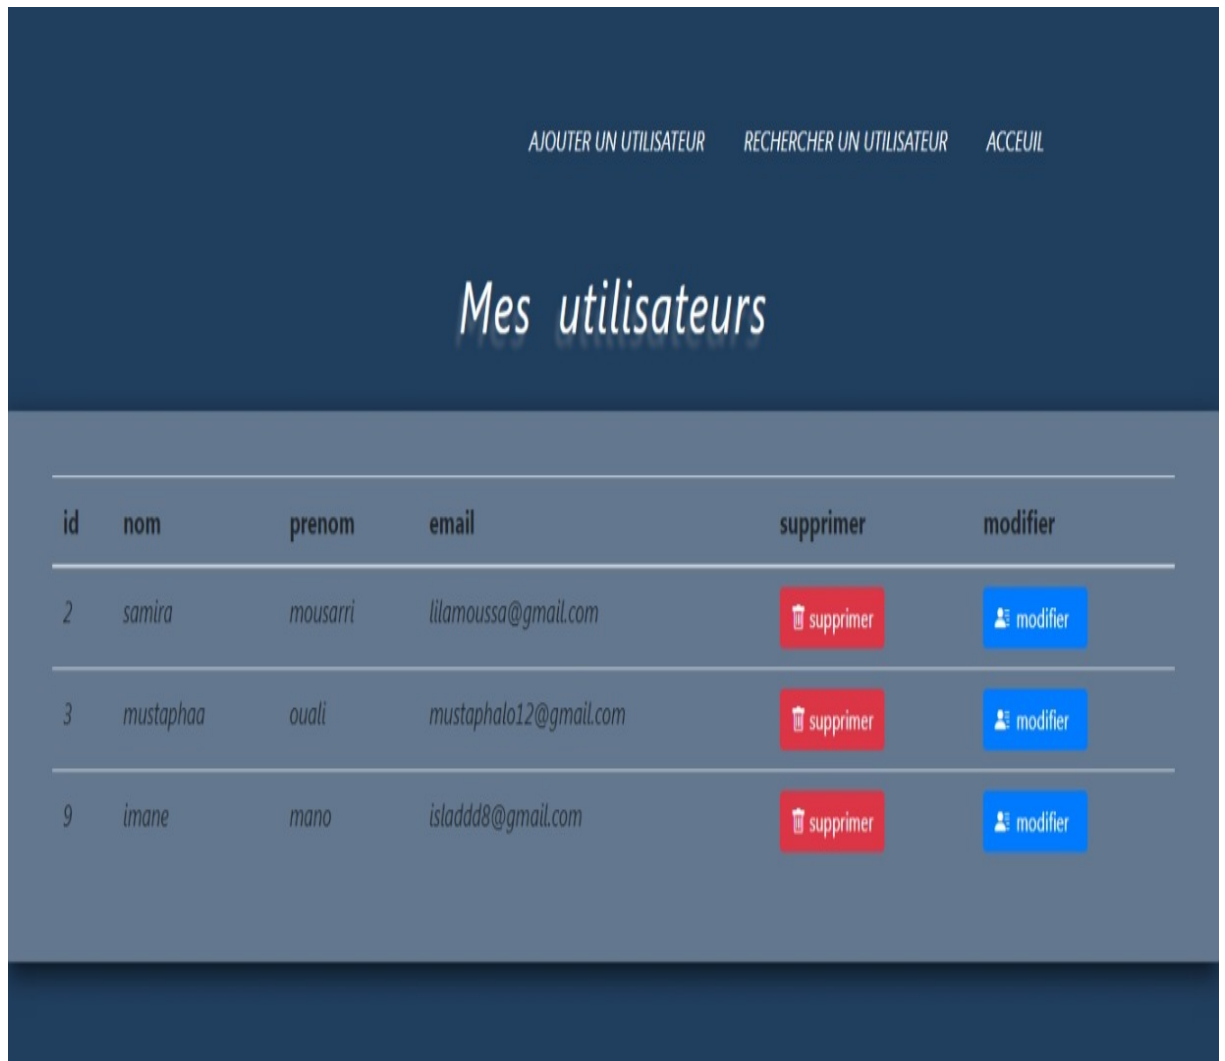 AJOUTER UN UTILISATEUR RECHERCHER UN UTILISATEUR ACCEUIL
Mes utilisateurs
id nom prenom email supprimer modifier
2 samira mousarri lilamoussa@gmail.com supprimer modifier
3 mustaphaa ouali mustaphalo12@gmail.com supprimer modifier
9 imane mano isladdd8@gmail.com supprimer modifier